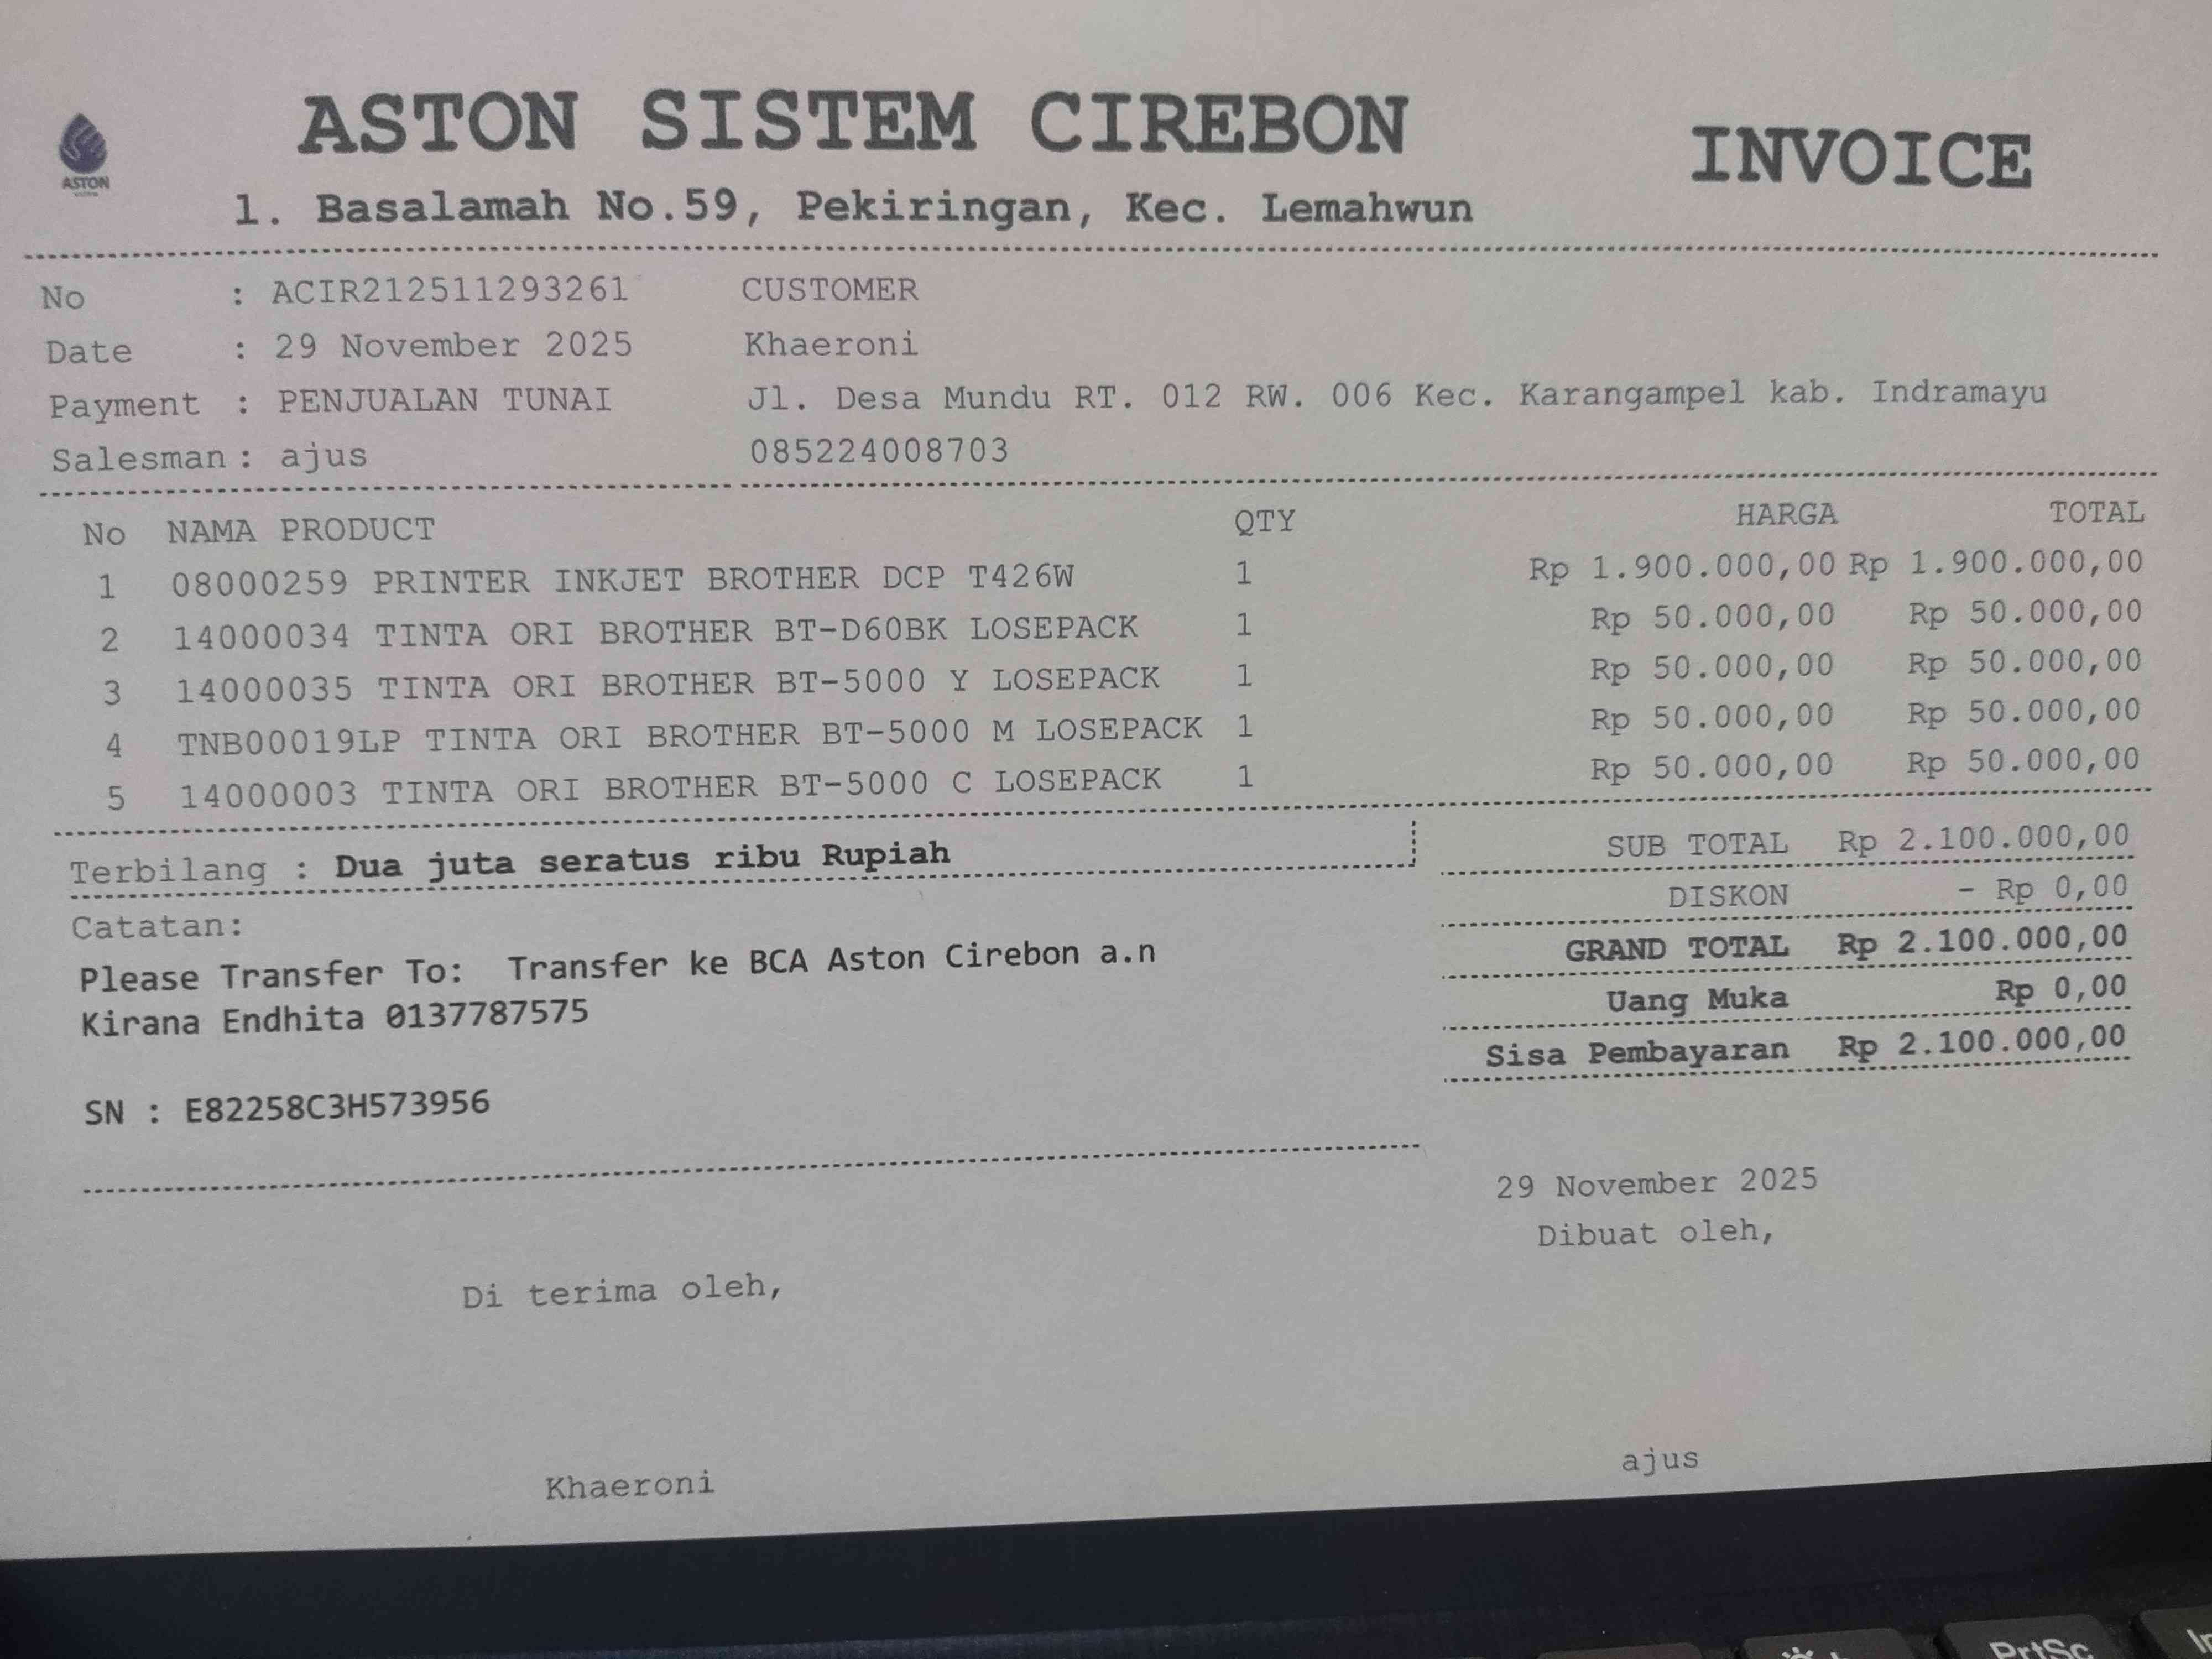 ASTON
ASTON SISTEM CIREBON
INVOICE
1. Basalamah No.59, Pekiringan, Kec. Lemahwun
No : ACIR212511293261 CUSTOMER
Date : 29 November 2025 Khaeroni
Payment : PENJUALAN TUNAI Jl. Desa Mundu RT. 012 RW. 006 Kec. Karangampel kab. Indramayu
Salesman : ajus 085224008703
No NAMA PRODUCT QTY HARGA TOTAL
1 08000259 PRINTER INKJET BROTHER DCP T426W 1 Rp 1.900.000,00 Rp 1.900.000,00
2 14000034 TINTA ORI BROTHER BT-D60BK LOSEPACK 1 Rp 50.000,00 Rp 50.000,00
3 14000035 TINTA ORI BROTHER BT-5000 Y LOSEPACK 1 Rp 50.000,00 Rp 50.000,00
4 TNB00019LP TINTA ORI BROTHER BT-5000 M LOSEPACK 1 Rp 50.000,00 Rp 50.000,00
5 14000003 TINTA ORI BROTHER BT-5000 C LOSEPACK 1 Rp 50.000,00 Rp 50.000,00
Terbilang : Dua juta seratus ribu Rupiah
SUB TOTAL Rp 2.100.000,00
DISKON - Rp 0,00
GRAND TOTAL Rp 2.100.000,00
Uang Muka Rp 0,00
Sisa Pembayaran Rp 2.100.000,00
Catatan:
Please Transfer To: Transfer ke BCA Aston Cirebon a.n
Kirana Endhita 0137787575
SN : E82258C3H573956
29 November 2025
Dibuat oleh,
Di terima oleh,
ajus
Khaeroni
PrtSc